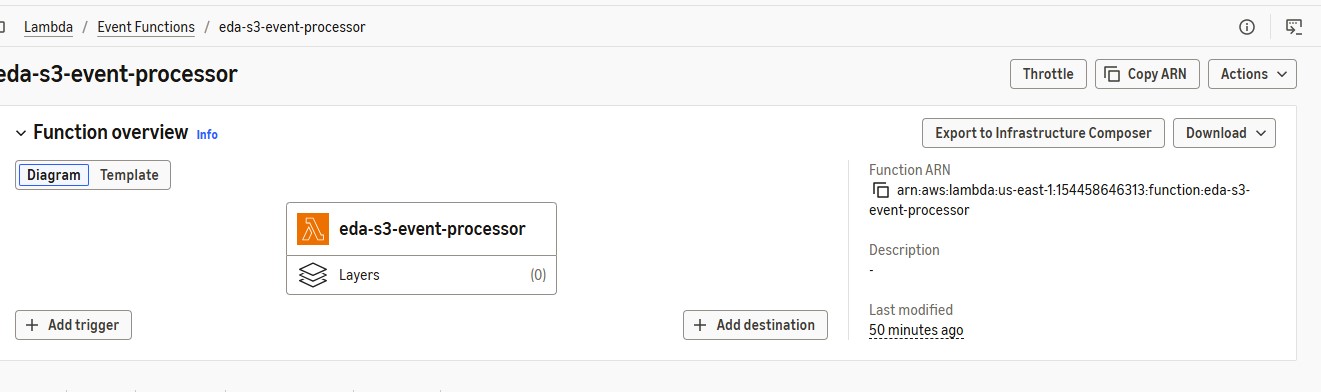 Lambda / Event Functions / eda-s3-event-processor
eda-s3-event-processor
Throttle
Copy ARN
Actions
Function overview Info
Export to Infrastructure Composer
Download
Diagram
Template
eda-s3-event-processor
Layers
(0)
+ Add trigger
+ Add destination
Function ARN
arn:aws:lambda:us-east-1:154458646313:function:eda-s3-
event-processor
Description
-
Last modified
50 minutes ago